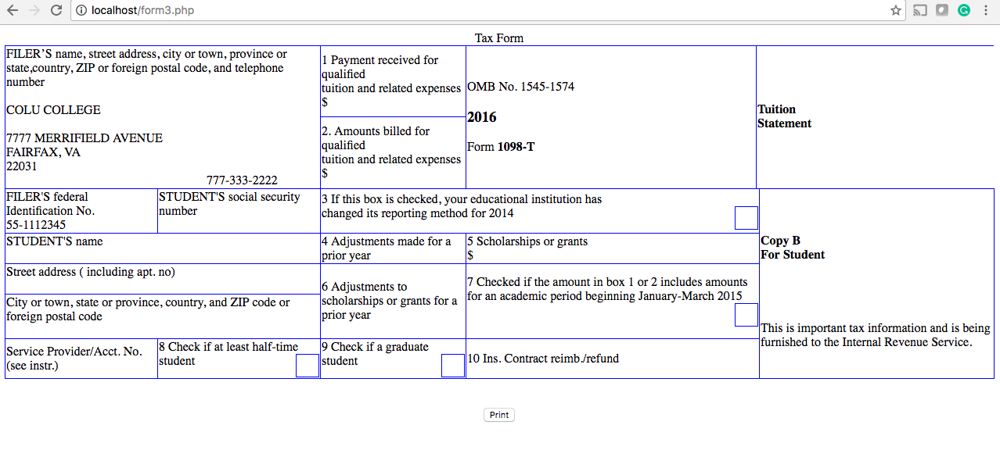 localhost/form3.php
Tax Form
FILER’S name, street address, city or town, province or
state,country, ZIP or foreign postal code, and telephone
number
COLU COLLEGE
7777 MERRIFIELD AVENUE
FAIRFAX, VA
22031
777-333-2222
1 Payment received for
qualified
tuition and related expenses
$
2. Amounts billed for
qualified
tuition and related expenses
$
OMB No. 1545-1574
2016
Form 1098-T
Tuition
Statement
FILER'S federal
Identification No.
55-1112345
STUDENT'S social security
number
3 If this box is checked, your educational institution has
changed its reporting method for 2014
STUDENT'S name
4 Adjustments made for a
prior year
5 Scholarships or grants
$
Copy B
For Student
Street address ( including apt. no)
City or town, state or province, country, and ZIP code or
foreign postal code
6 Adjustments to
scholarships or grants for a
prior year
7 Checked if the amount in box 1 or 2 includes amounts
for an academic period beginning January-March 2015
This is important tax information and is being
furnished to the Internal Revenue Service.
Service Provider/Acct. No.
(see instr.)
8 Check if at least half-time
student
9 Check if a graduate
student
10 Ins. Contract reimb./refund
Print